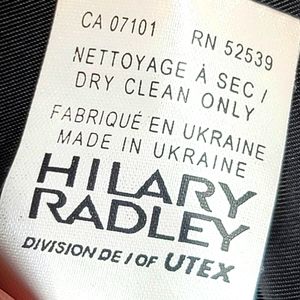 CA 07101 RN 52539
NETTOYAGE À SEC /
DRY CLEAN ONLY
FABRIQUÉ EN UKRAINE
MADE IN UKRAINE
HILARY
RADLEY
DIVISION DE / OF UTEX